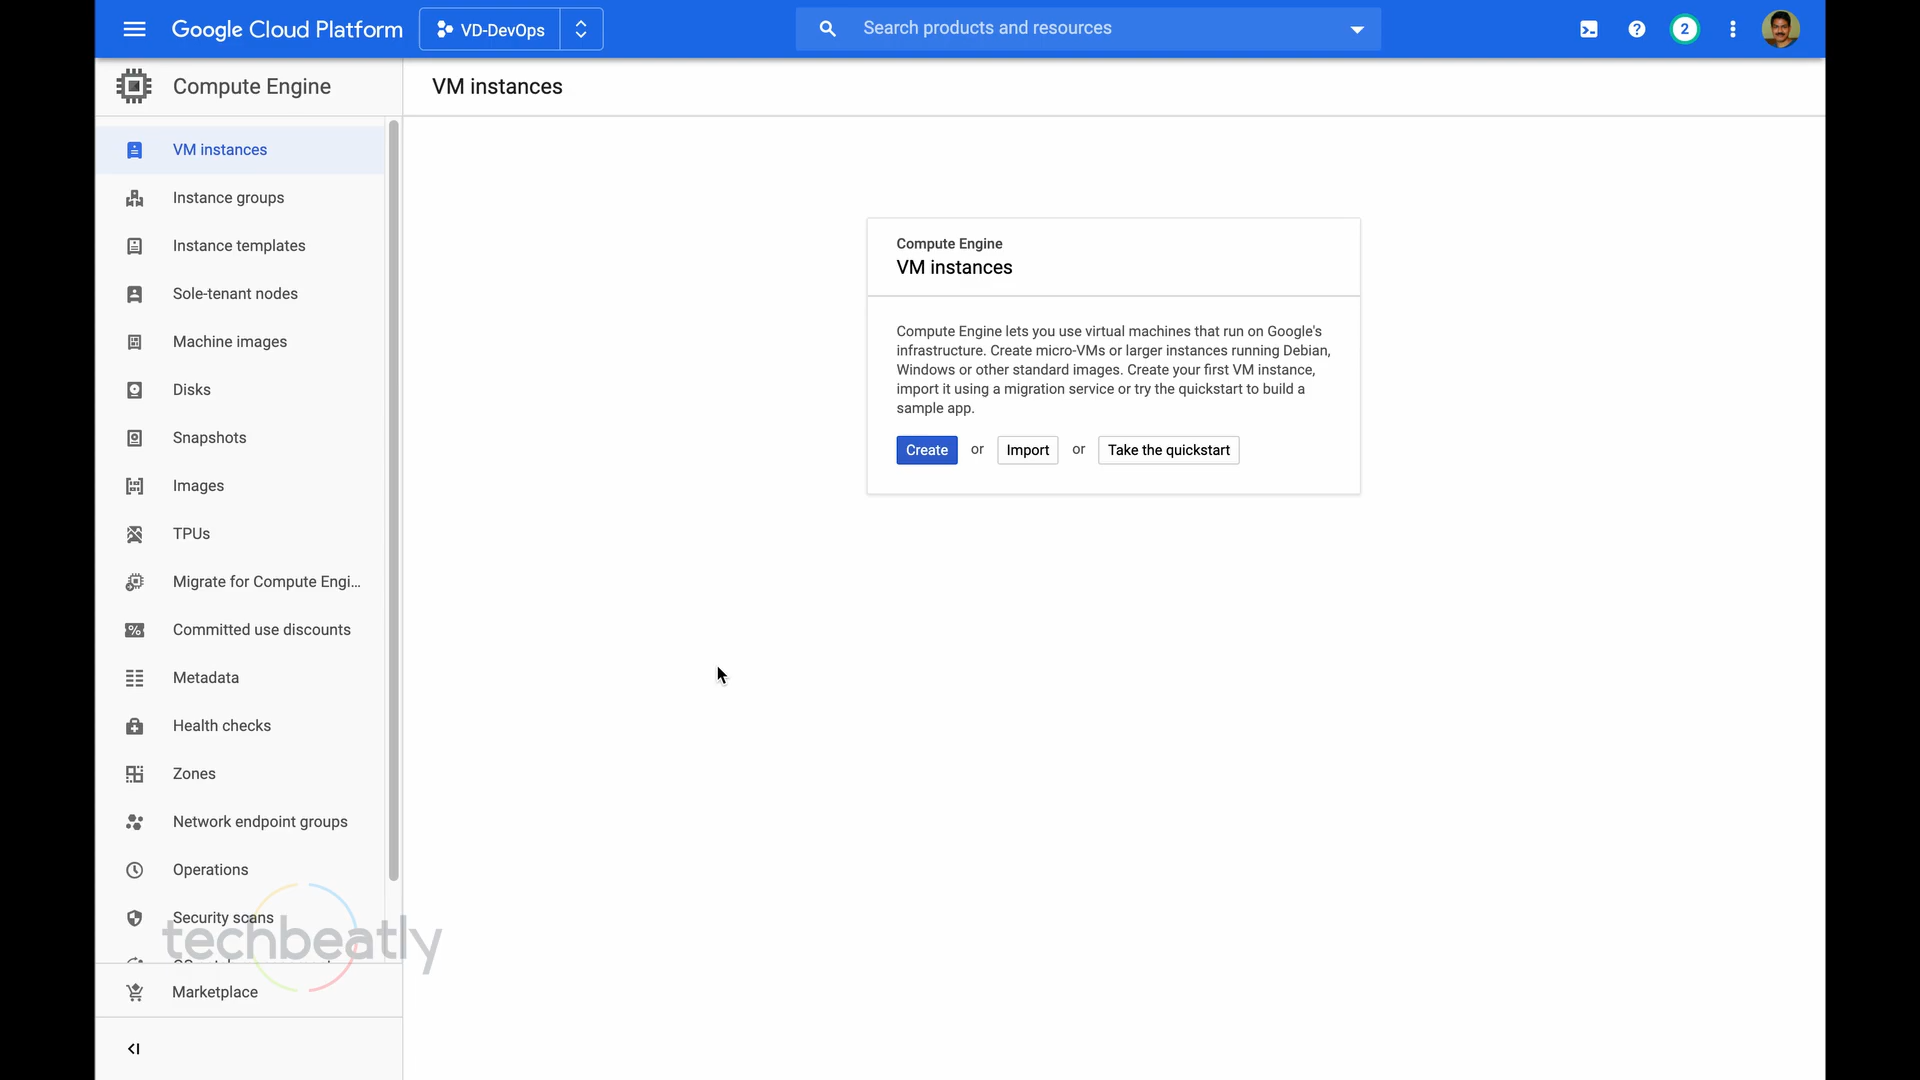 Google Cloud Platform
VD-DevOps
Search products and resources
2
Compute Engine
VM instances
VM instances
Instance groups
Instance templates
Sole-tenant nodes
Machine images
Disks
Snapshots
Images
TPUs
Migrate for Compute Engi...
Committed use discounts
Metadata
Health checks
Zones
Network endpoint groups
Operations
Security scans
Marketplace
techbeatly
Compute Engine
VM instances
Compute Engine lets you use virtual machines that run on Google's
infrastructure. Create micro-VMs or larger instances running Debian,
Windows or other standard images. Create your first VM instance,
import it using a migration service or try the quickstart to build a
sample app.
Create or Import or Take the quickstart